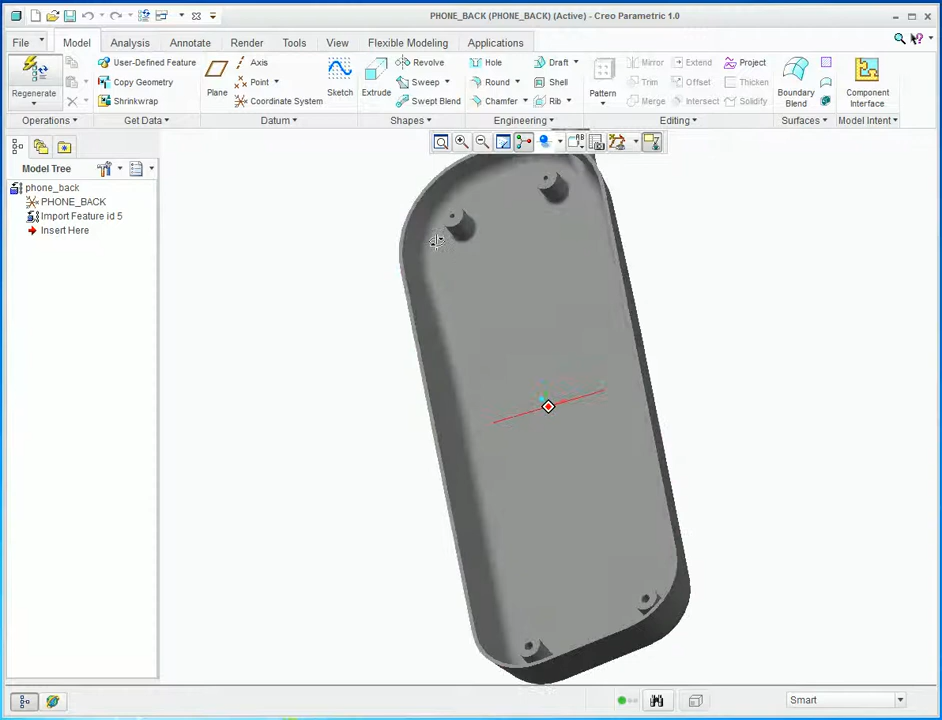 PHONE_BACK (PHONE_BACK) (Active) - Creo Parametric 1.0
File Model Analysis Annotate Render Tools View Flexible Modeling Applications
Regenerate
User-Defined Feature
Copy Geometry
Shrinkwrap
Plane
Axis
Point
Coordinate System
Sketch
Extrude
Revolve
Sweep
Swept Blend
Hole
Round
Chamfer
Draft
Shell
Rib
Pattern
Mirror
Trim
Merge
Extend
Offset
Intersect
Project
Thicken
Solidify
Boundary
Blend
Component
Interface
Operations Get Data Datum Shapes Engineering Editing Surfaces Model Intent
Model Tree
phone_back
PHONE_BACK
Import Feature id 5
Insert Here
Smart